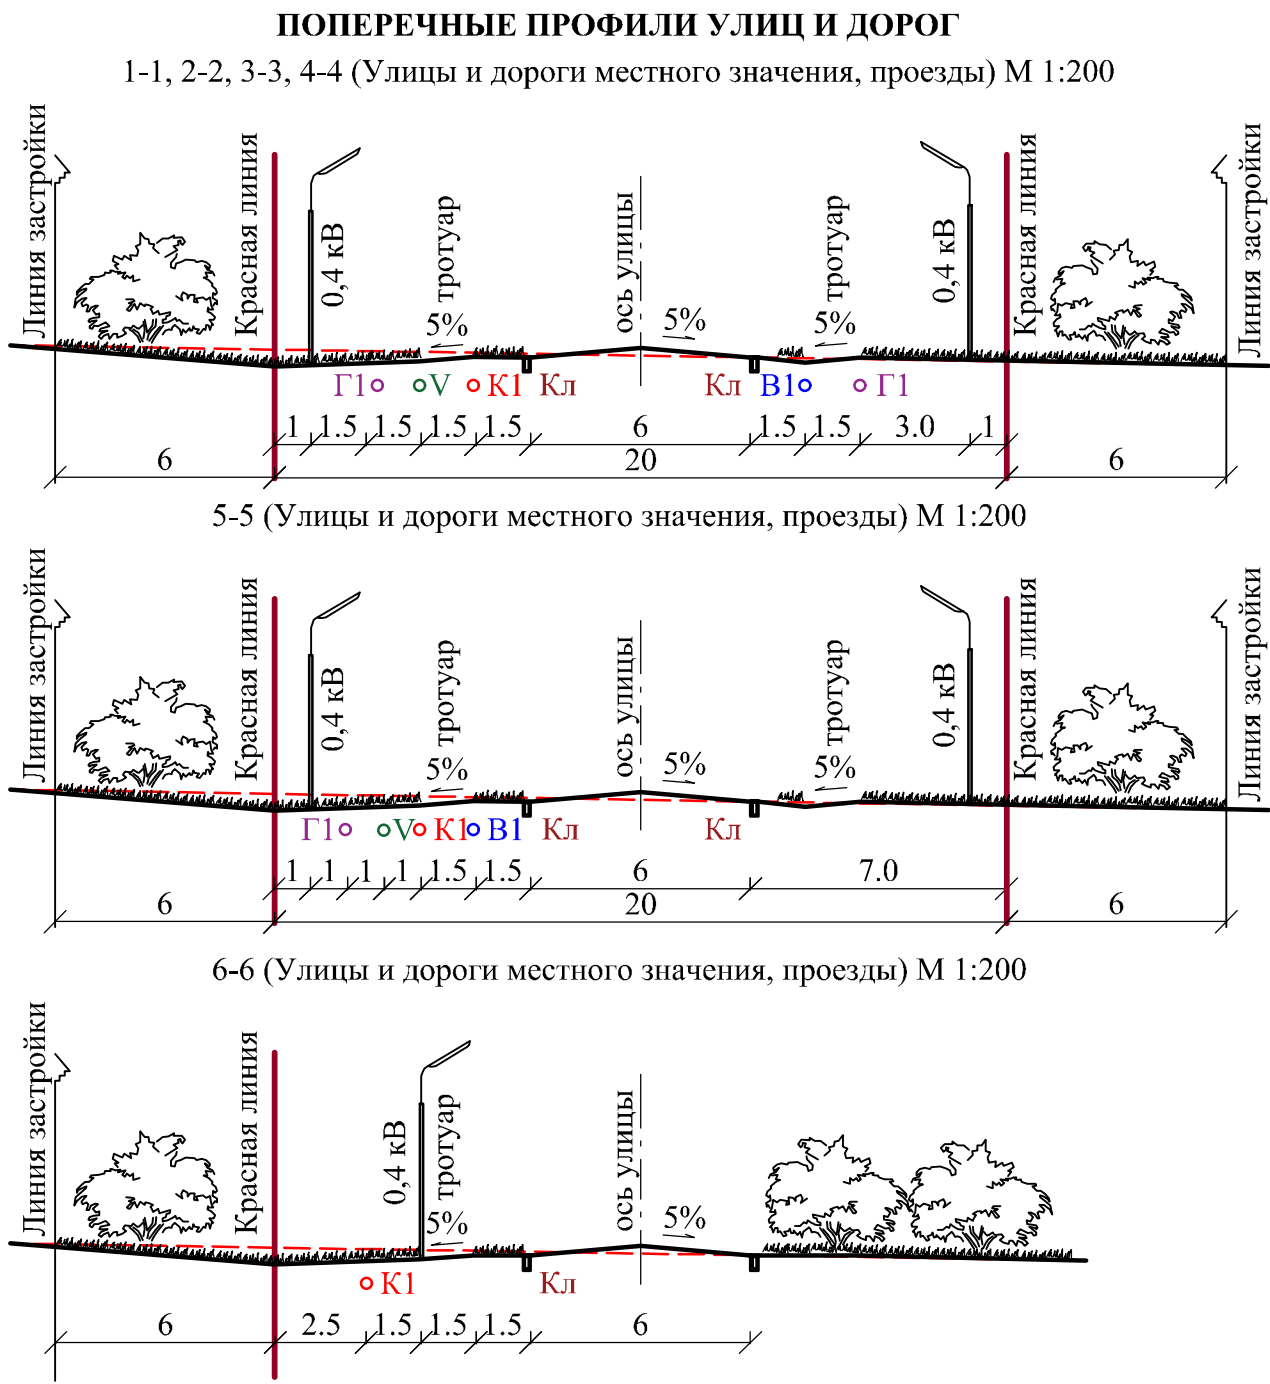 ПОПЕРЕЧНЫЕ ПРОФИЛИ УЛИЦ И ДОРОГ
1-1, 2-2, 3-3, 4-4 (Улицы и дороги местного значения, проезды) М 1:200
Линия застройки
Красная линия
0,4 кВ
тротуар
5%
ось улицы
5%
тротуар
5%
0,4 кВ
Красная линия
Линия застройки
Г1 V К1 Кл Кл В1 Г1
1 1.5 1.5 1.5 1.5 6 1.5 1.5 3.0 1
6 20 6
5-5 (Улицы и дороги местного значения, проезды) М 1:200
Линия застройки
Красная линия
0,4 кВ
тротуар
5%
ось улицы
5%
тротуар
5%
0,4 кВ
Красная линия
Линия застройки
Г1 V К1 В1 Кл Кл
1 1 1 1 1.5 1.5 6 7.0
6 20 6
6-6 (Улицы и дороги местного значения, проезды) М 1:200
Линия застройки
Красная линия
0,4 кВ
тротуар
5%
ось улицы
5%
К1 Кл
6 2.5 1.5 1.5 1.5 6